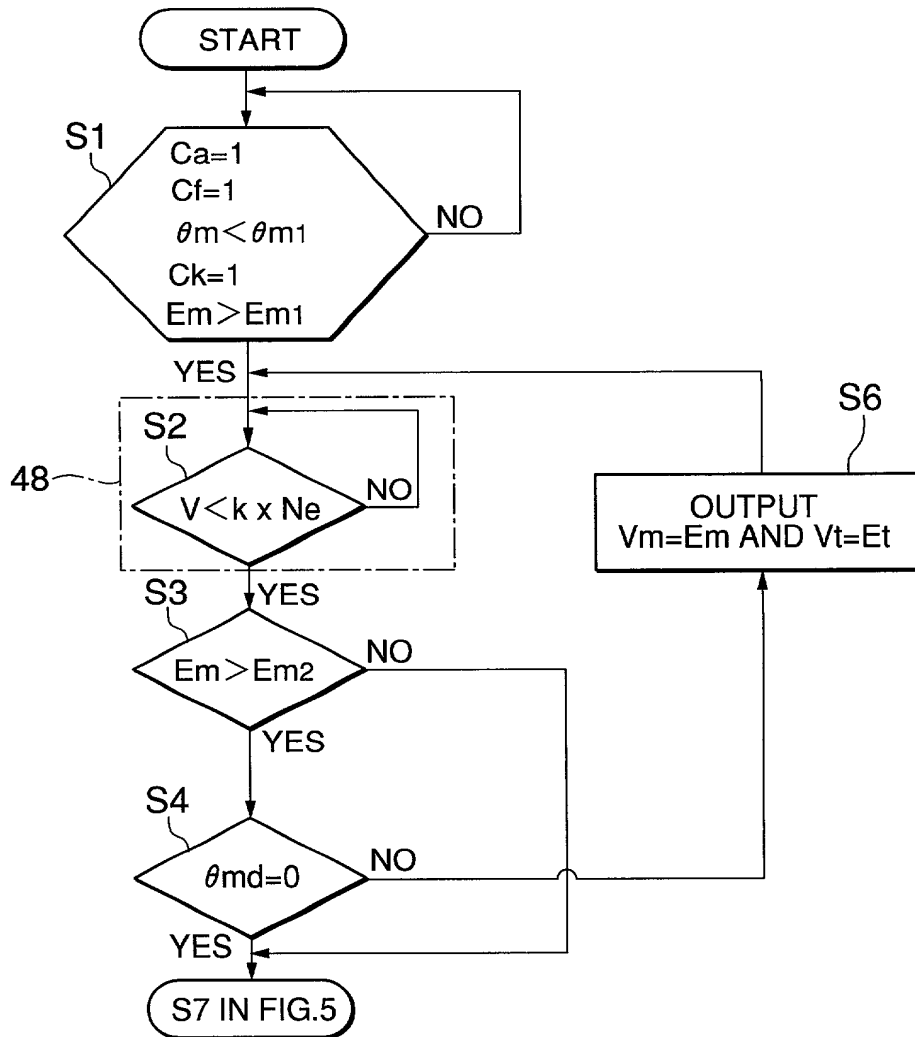 START
S1
Ca=1
Cf=1
θm<θm1
Ck=1
Em>Em1
NO
YES
S6
S2
48
V<k x Ne
NO
OUTPUT
Vm=Em AND Vt=Et
YES
S3
Em>Em2
NO
YES
S4
θmd=0
NO
YES
S7 IN FIG.5